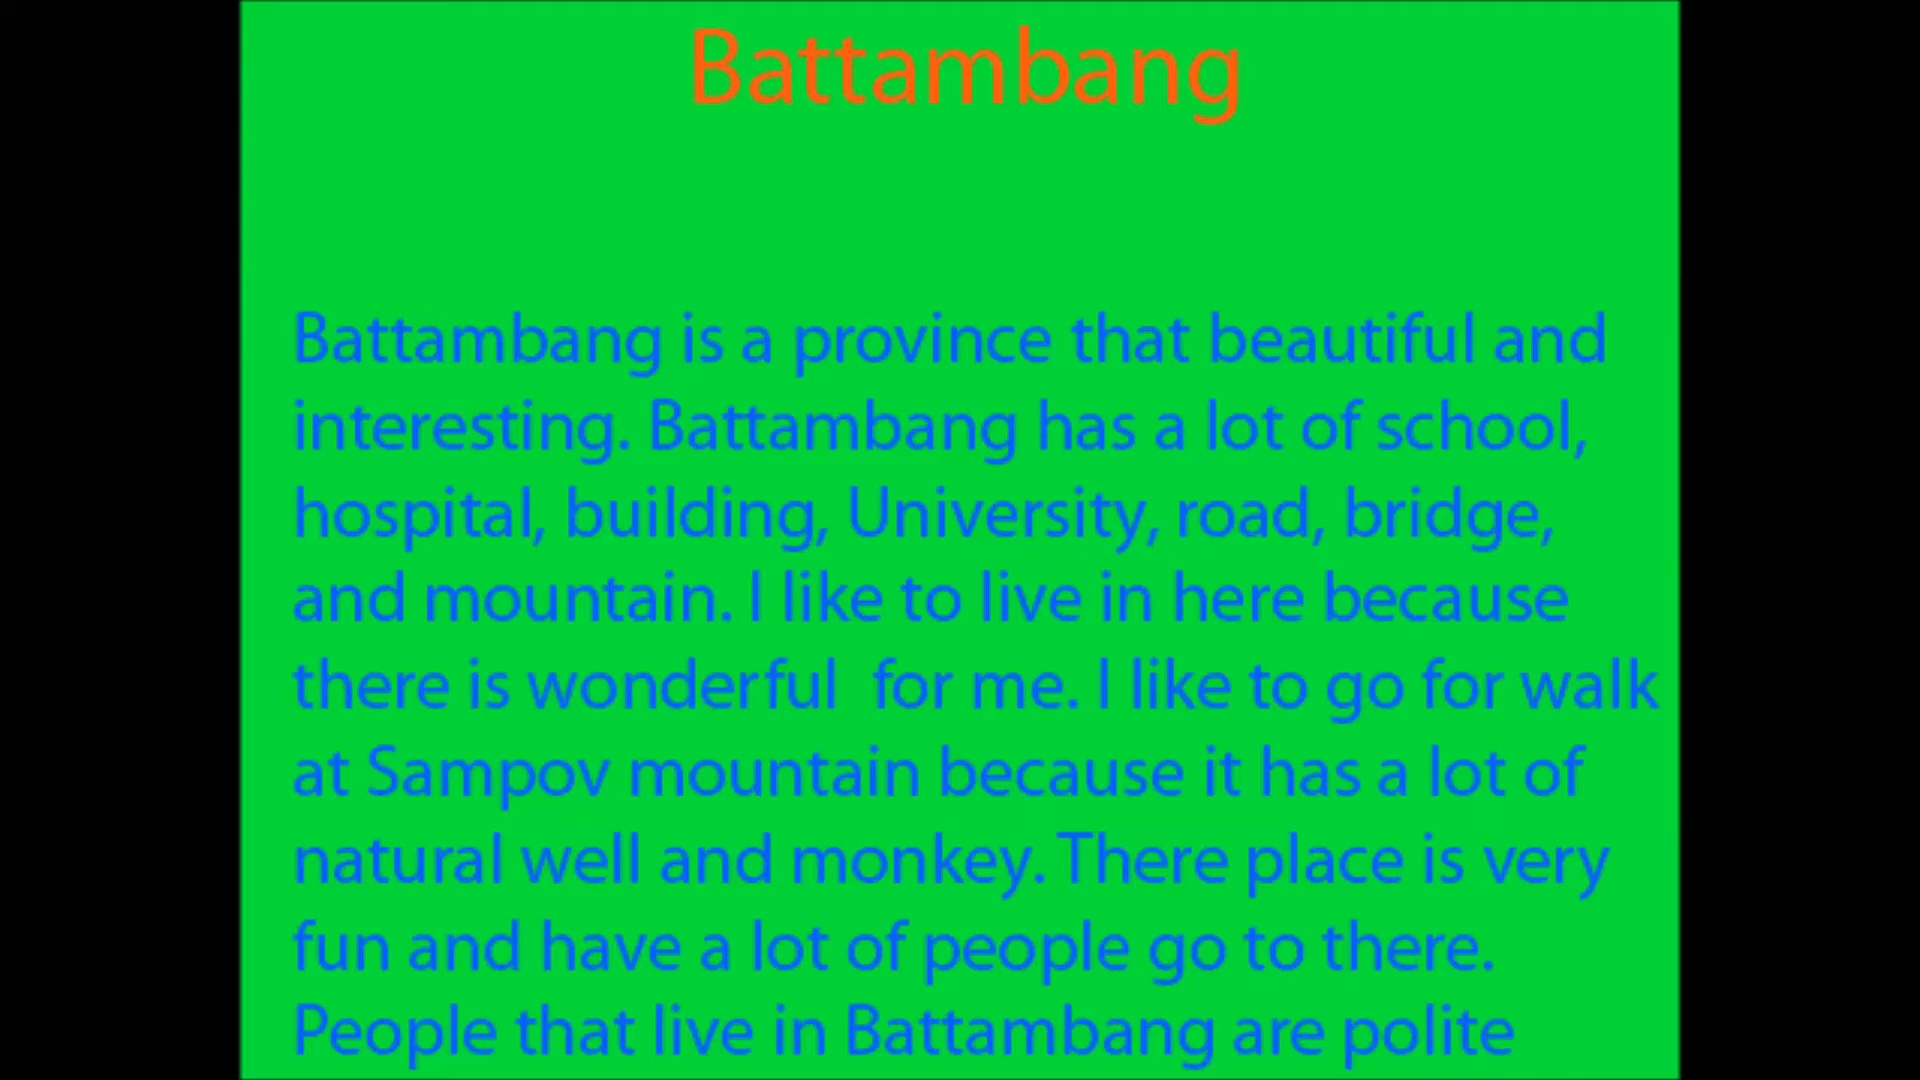 Battambang
Battambang is a province that beautiful and
interesting. Battambang has a lot of school,
hospital, building, University, road, bridge,
and mountain. I like to live in here because
there is wonderful  for me. I like to go for walk
at Sampov mountain because it has a lot of
natural well and monkey. There place is very
fun and have a lot of people go to there.
People that live in Battambang are polite